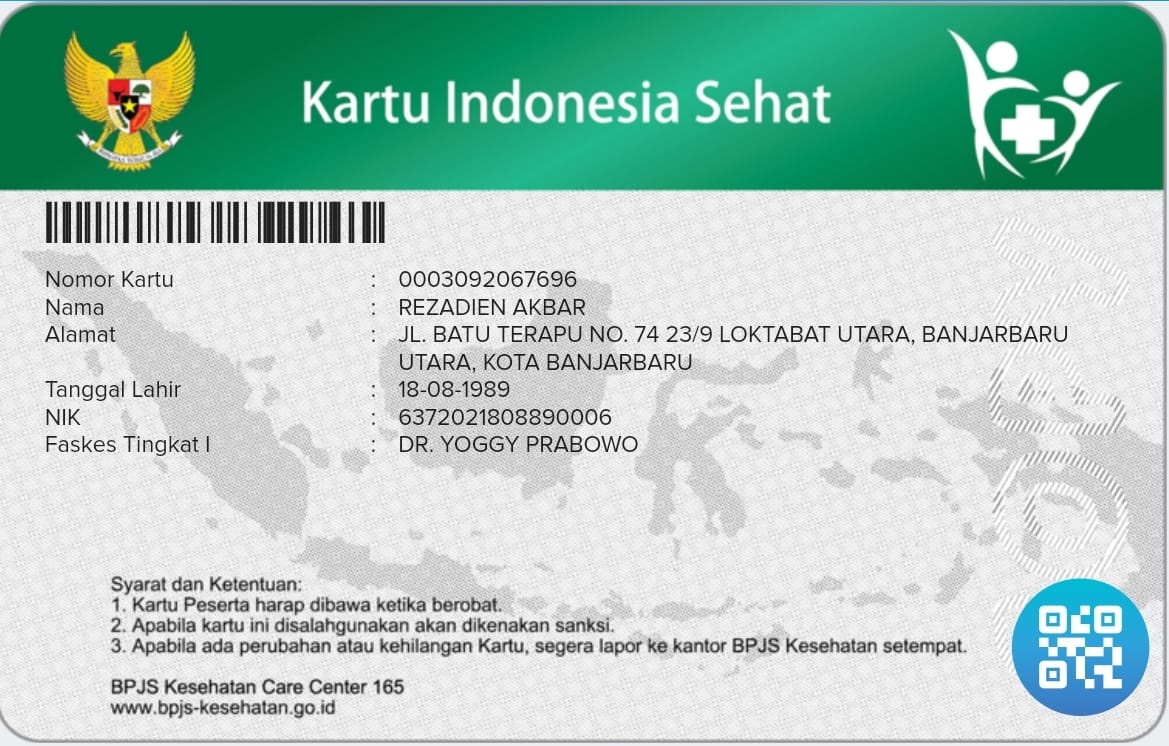 Kartu Indonesia Sehat
Nomor Kartu : 0003092067696
Nama : REZADIEN AKBAR
Alamat : JL. BATU TERAPU NO. 74 23/9 LOKTABAT UTARA, BANJARBARU
UTARA, KOTA BANJARBARU
Tanggal Lahir : 18-08-1989
NIK : 6372021808890006
Faskes Tingkat I : DR. YOGGY PRABOWO
Syarat dan Ketentuan:
1. Kartu Peserta harap dibawa ketika berobat.
2. Apabila kartu ini disalahgunakan akan dikenakan sanksi.
3. Apabila ada perubahan atau kehilangan Kartu, segera lapor ke kantor BPJS Kesehatan setempat.
BPJS Kesehatan Care Center 165
www.bpjs-kesehatan.go.id